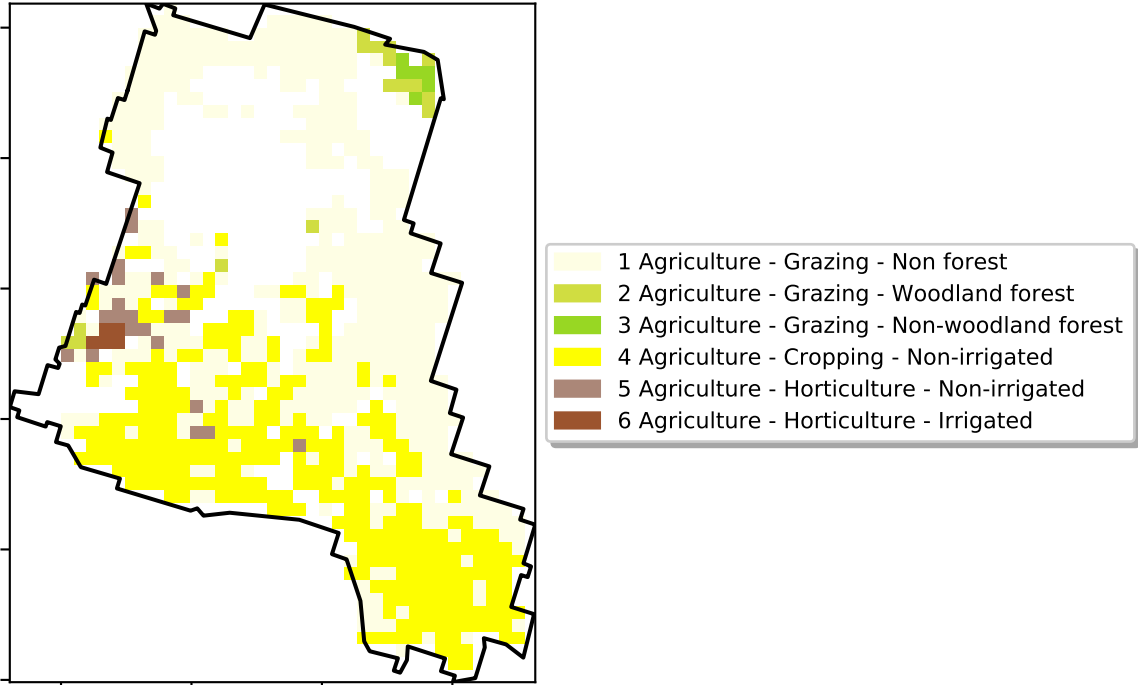 1 Agriculture - Grazing - Non forest
2 Agriculture - Grazing - Woodland forest
3 Agriculture - Grazing - Non-woodland forest
4 Agriculture - Cropping - Non-irrigated
5 Agriculture - Horticulture - Non-irrigated
6 Agriculture - Horticulture - Irrigated